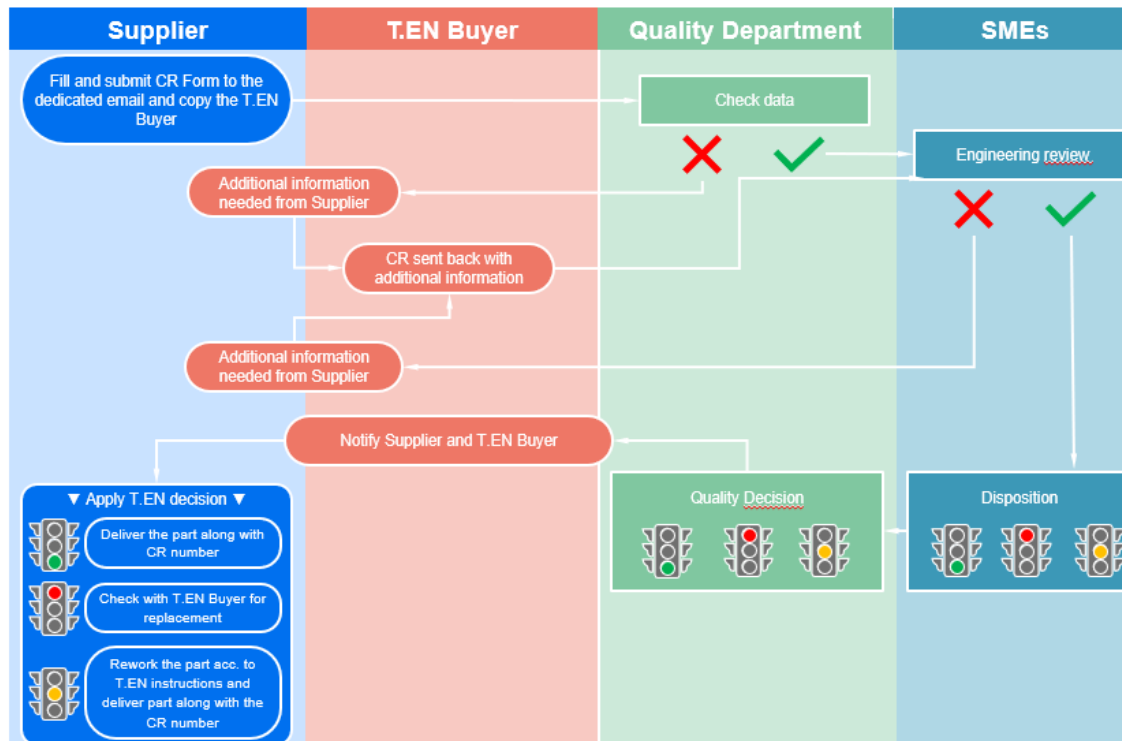 Supplier
T.EN Buyer
Quality Department
SMEs
Fill and submit CR Form to the
dedicated email and copy the T.EN
Buyer
Check data
Engineering review
Additional information
needed from Supplier
CR sent back with
additional information
Additional information
needed from Supplier
Notify Supplier and T.EN Buyer
▼ Apply T.EN decision ▼
Deliver the part along with
CR number
Check with T.EN Buyer for
replacement
Rework the part acc. to
T.EN instructions and
deliver part along with the
CR number
Quality Decision
Disposition